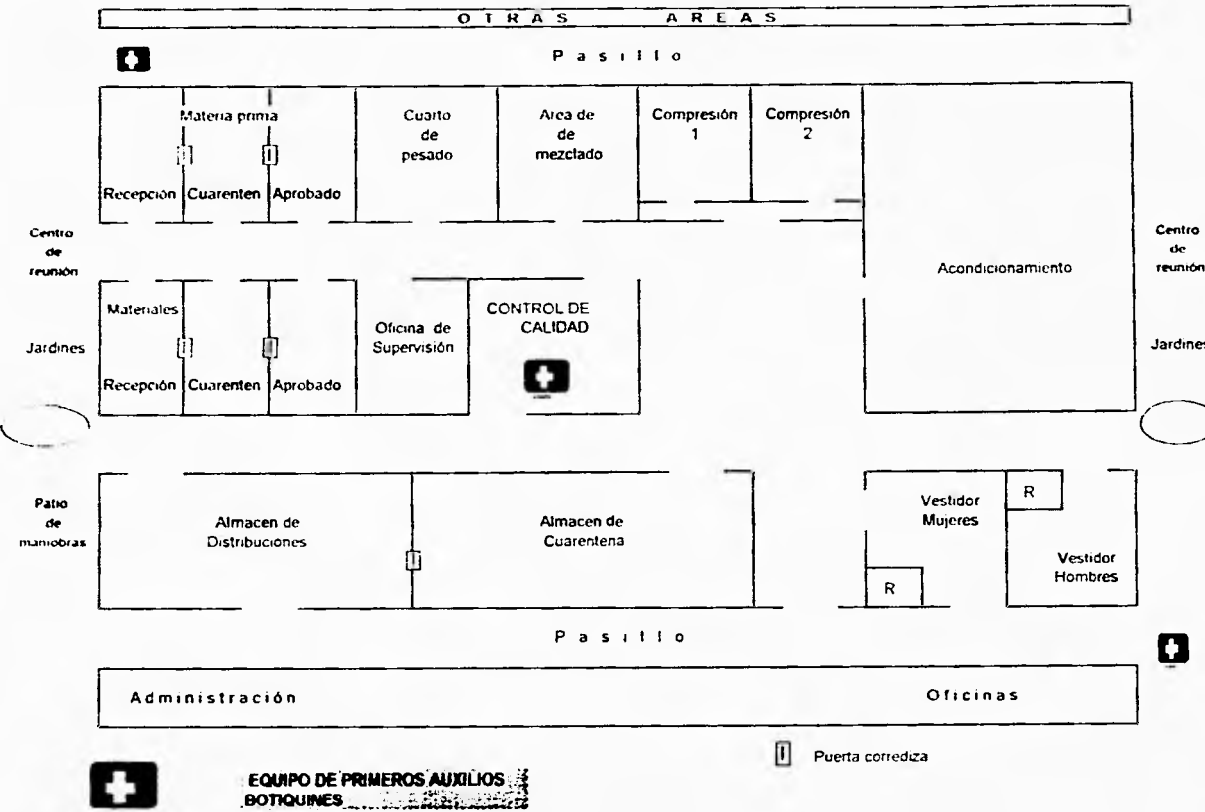 OTRAS AREAS
Pasillo
Materia prima
Recepción Cuarenten Aprobado
Cuarto
de
pesado
Area de
de
mezclado
Compresión
1
Compresión
2
Centro
de
reunión
Jardines
Acondicionamiento
Centro
de
reunión
Jardines
Materiales
Recepción Cuarenten Aprobado
Oficina de
Supervisión
CONTROL DE
CALIDAD
Patio
de
maniobras
Almacen de
Distribuciones
Almacen de
Cuarentena
Vestidor
Mujeres
R
R
Vestidor
Hombres
Pasillo
Administración
Oficinas
Puerta corrediza
EQUIPO DE PRIMEROS AUXILIOS
BOTIQUINES